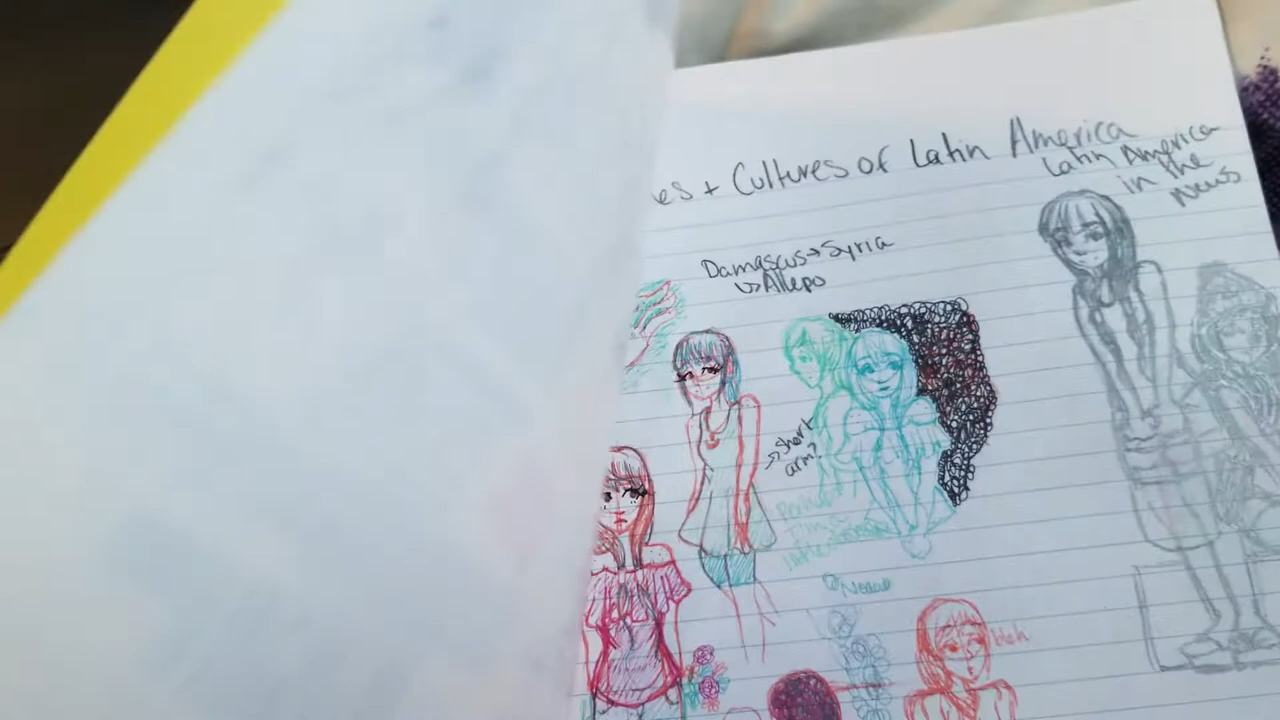 es + Cultures of Latin America
Latin America
in the
News
Damascus → Syria
↳ Allepo
→ short
arm?
bleh